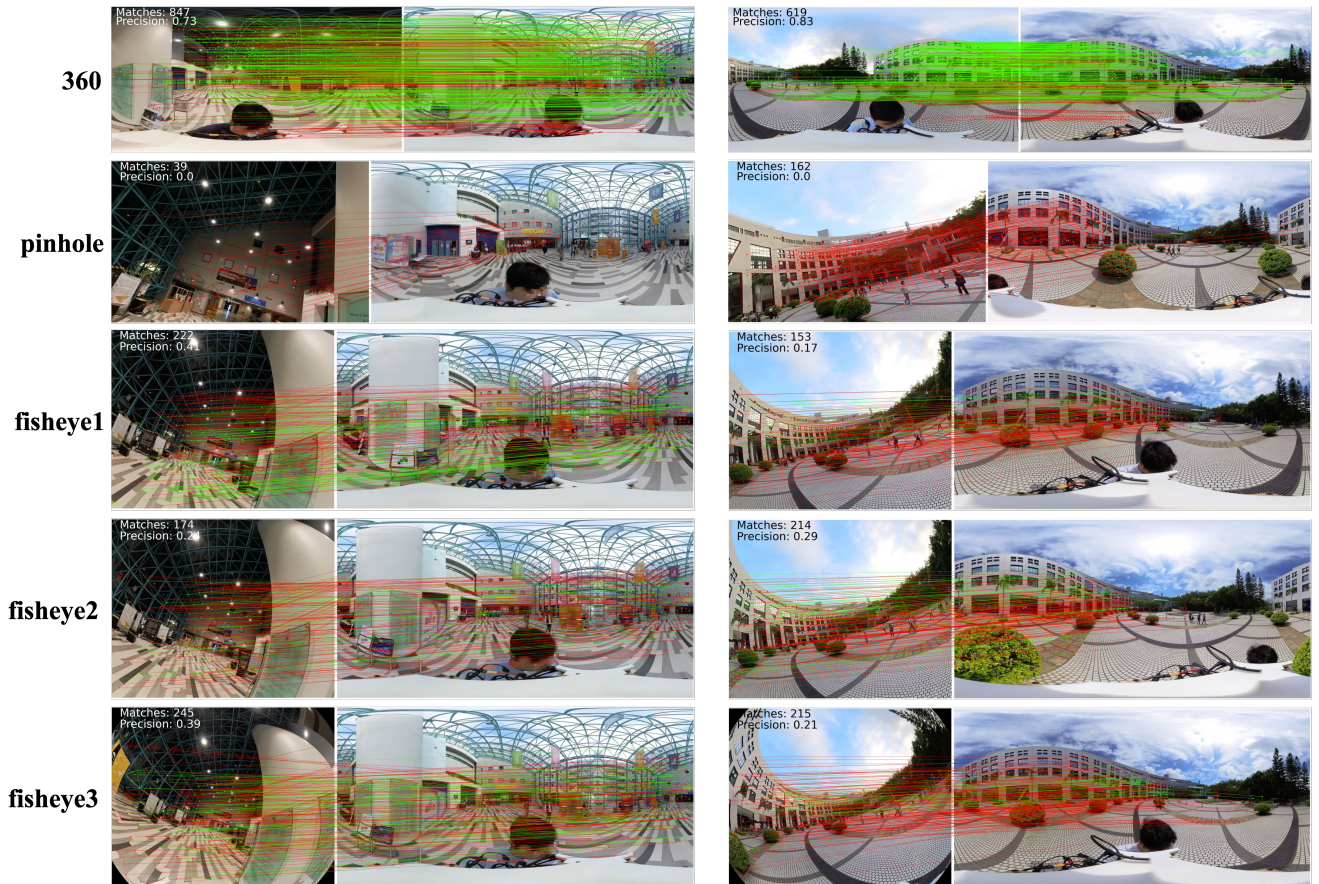 Matches: 847
Precision: 0.73
Matches: 619
Precision: 0.83
360
Matches: 39
Precision: 0.0
Matches: 162
Precision: 0.0
pinhole
Matches: 222
Precision: 0.41
Matches: 153
Precision: 0.17
fisheye1
Matches: 174
Precision:
Matches: 214
Precision: 0.29
fisheye2
Matches: 245
Precision: 0.39
Matches: 215
Precision: 0.21
fisheye3